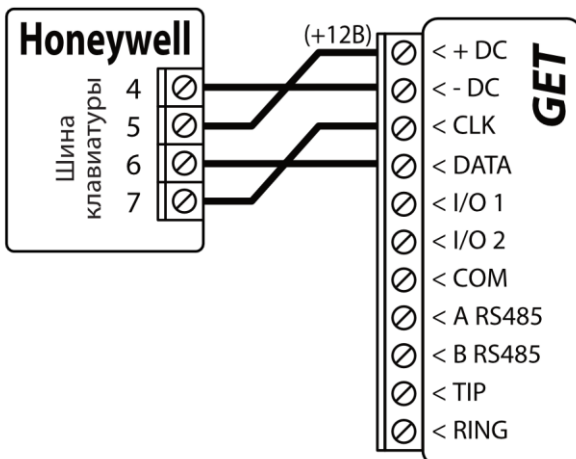 Honeywell
Шина
клавиатуры
4
5
6
7
(+12В)
< + DC
< - DC
< CLK
< DATA
< I/O 1
< I/O 2
< COM
< A RS485
< B RS485
< TIP
< RING
GET